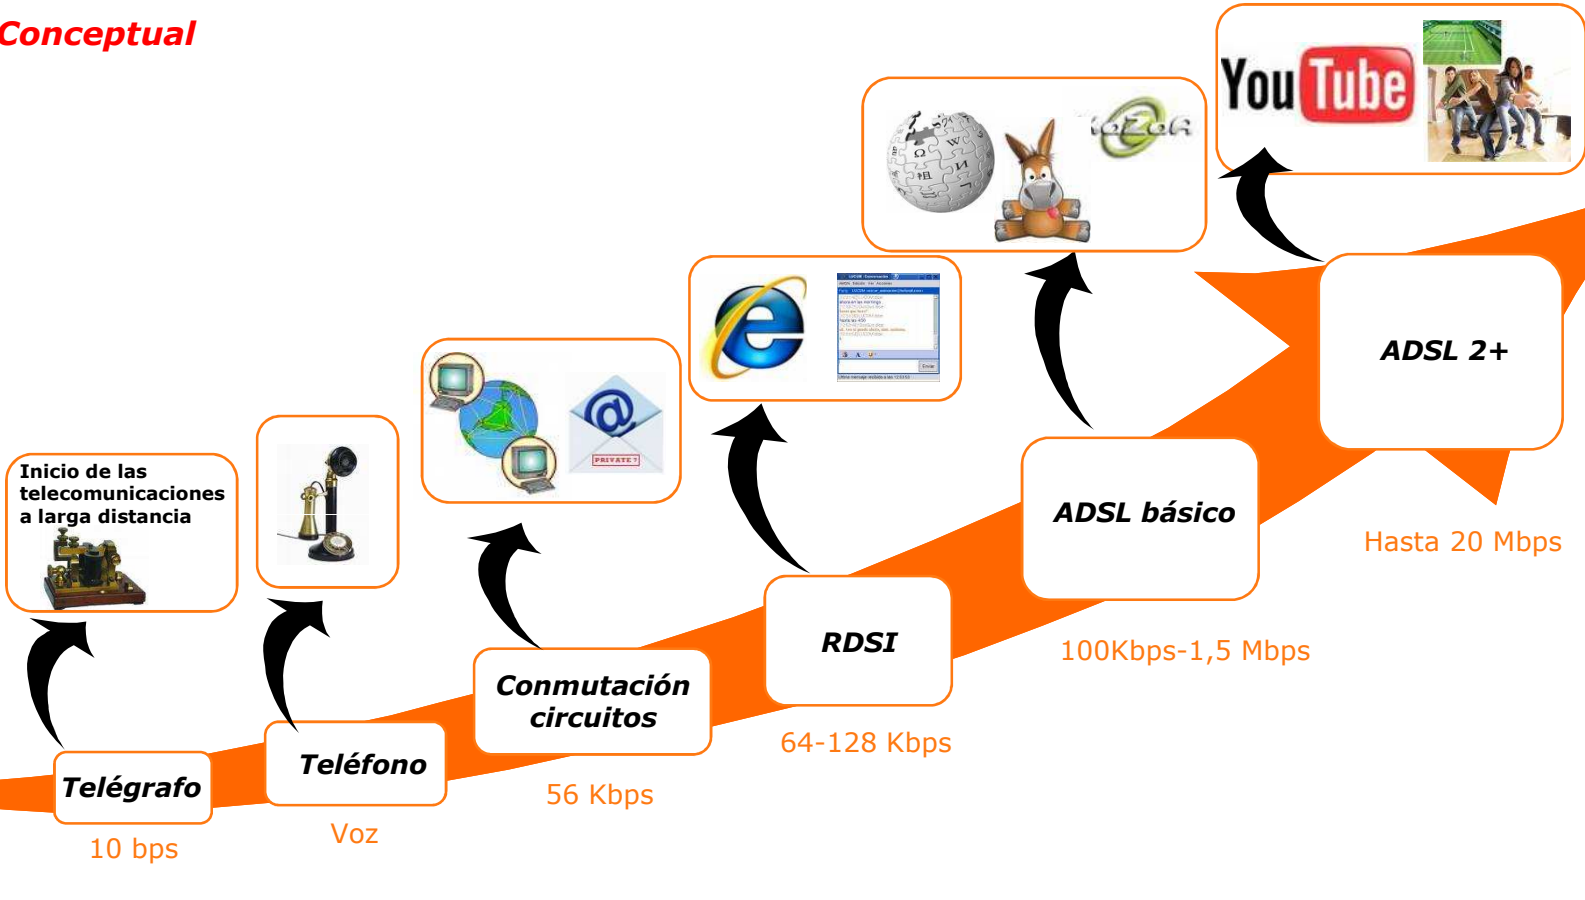 Conceptual
You Tube
Inicio de las
telecomunicaciones
a larga distancia
PRIVATE ?
Enviar
ADSL 2+
ADSL básico
Hasta 20 Mbps
RDSI
100Kbps-1,5 Mbps
Conmutación
circuitos
64-128 Kbps
Teléfono
56 Kbps
Telégrafo
Voz
10 bps